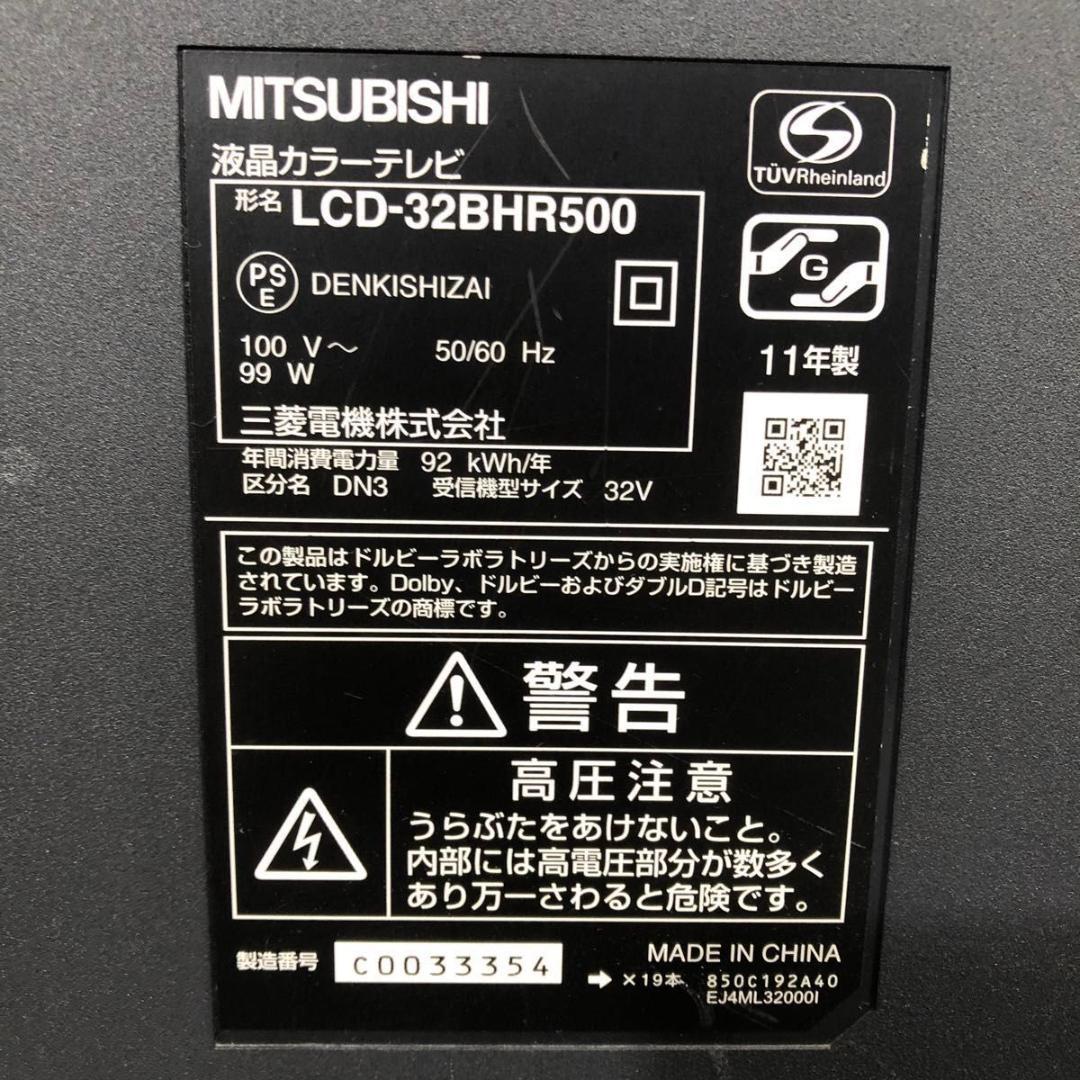 MITSUBISHI
液晶カラーテレビ
TÜVRheinland
形名 LCD-32BHR500
PS
E
DENKISHIZAI
G
100 V～ 50/60 Hz
99 W
11年製
三菱電機株式会社
年間消費電力量 92 kWh/年
区分名 DN3 受信機型サイズ 32V
この製品はドルビーラボラトリーズからの実施権に基づき製造
されています。Dolby、ドルビーおよびダブルD記号はドルビー
ラボラトリーズの商標です。
警告
高圧注意
うらぶたをあけないこと。
内部には高電圧部分が数多く
あり万一さわると危険です。
製造番号 C0033354
MADE IN CHINA
➔×19本 850C192A40
EJ4ML32000I